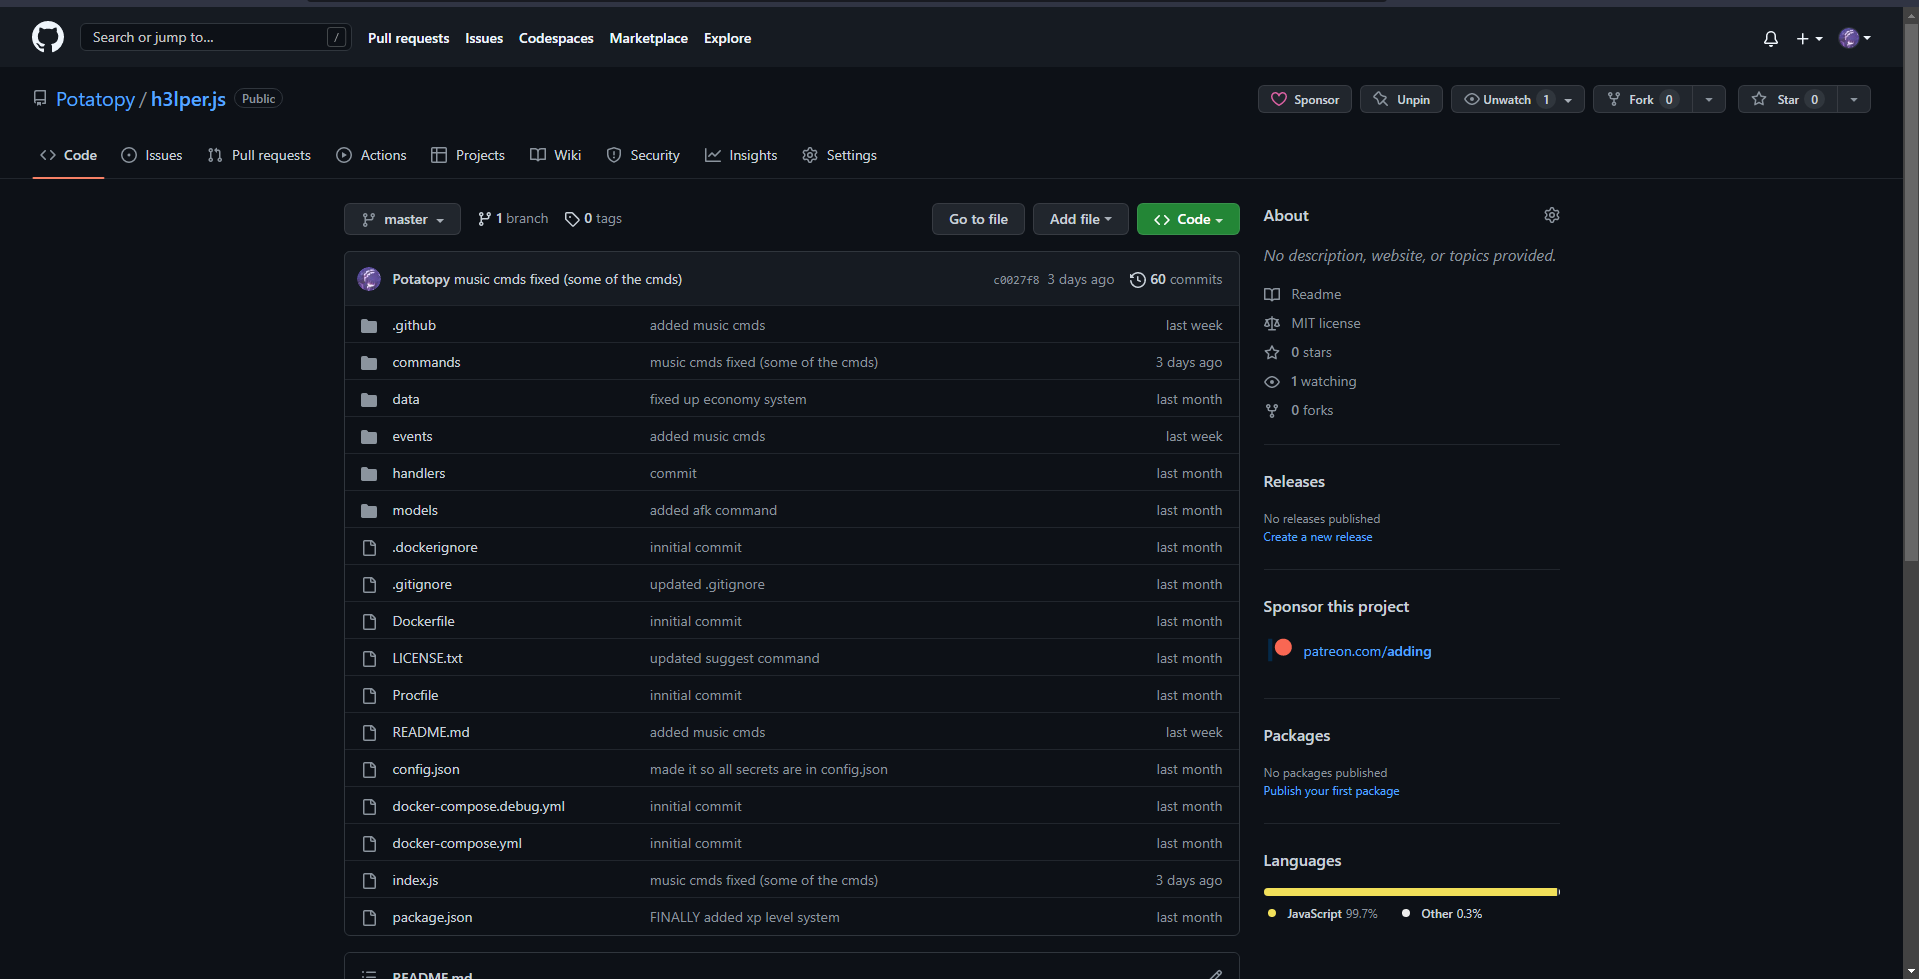 Search or jump to... /
Pull requests Issues Codespaces Marketplace Explore
Potatopy / h3lper.js Public
Sponsor Unpin Unwatch 1 Fork 0 Star 0
Code Issues Pull requests Actions Projects Wiki Security Insights Settings
master 1 branch 0 tags Go to file Add file Code
Potatopy music cmds fixed (some of the cmds) c0027f8 3 days ago 60 commits
.github added music cmds last week
commands music cmds fixed (some of the cmds) 3 days ago
data fixed up economy system last month
events added music cmds last week
handlers commit last month
models added afk command last month
.dockerignore innitial commit last month
.gitignore updated .gitignore last month
Dockerfile innitial commit last month
LICENSE.txt updated suggest command last month
Procfile innitial commit last month
README.md added music cmds last week
config.json made it so all secrets are in config.json last month
docker-compose.debug.yml innitial commit last month
docker-compose.yml innitial commit last month
index.js music cmds fixed (some of the cmds) 3 days ago
package.json FINALLY added xp level system last month
README.md
About
No description, website, or topics provided.
Readme
MIT license
0 stars
1 watching
0 forks
Releases
No releases published
Create a new release
Sponsor this project
patreon.com/adding
Packages
No packages published
Publish your first package
Languages
JavaScript 99.7% Other 0.3%